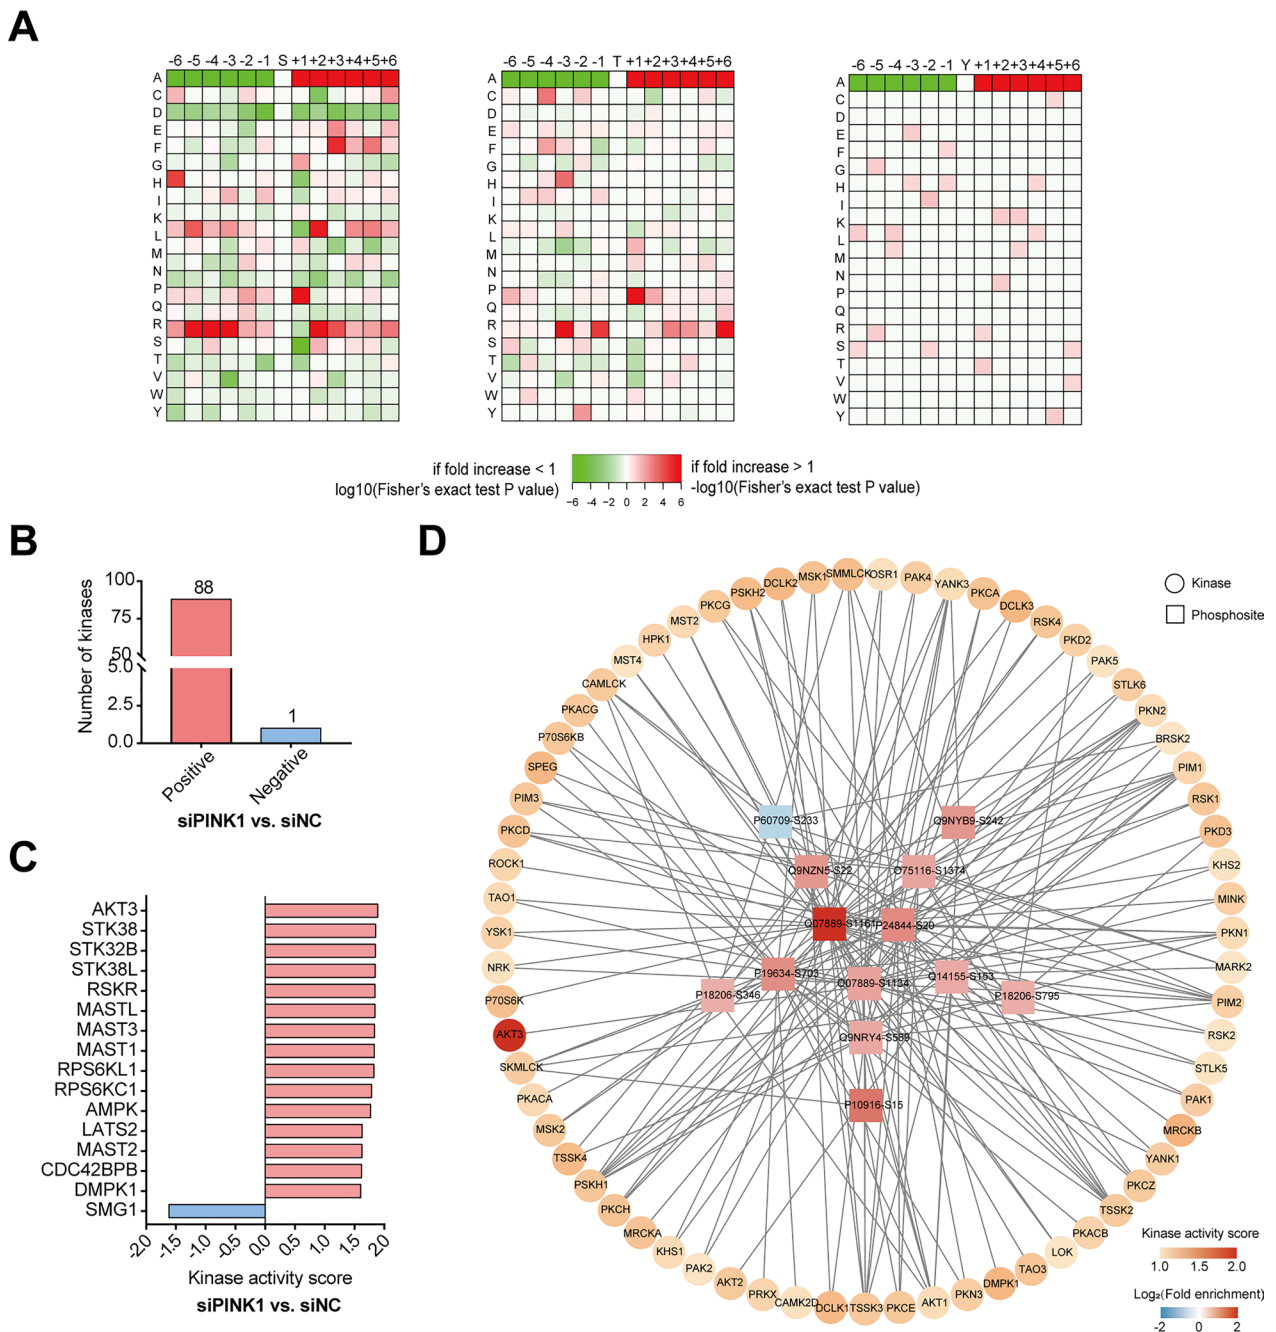 A
-6 -5 -4 -3 -2 -1 S +1 +2 +3 +4 +5 +6
A
C
D
E
F
G
H
I
K
L
M
N
P
Q
R
S
T
V
W
Y
-6 -5 -4 -3 -2 -1 T +1 +2 +3 +4 +5 +6
A
C
D
E
F
G
H
I
K
L
M
N
P
Q
R
S
T
V
W
Y
-6 -5 -4 -3 -2 -1 Y +1 +2 +3 +4 +5 +6
A
C
D
E
F
G
H
I
K
L
M
N
P
Q
R
S
T
V
W
Y
if fold increase < 1
log10(Fisher's exact test P value)
-6 -4 -2 0 2 4 6
if fold increase > 1
-log10(Fisher's exact test P value)
B
Number of kinases
100
75
50
5.0
2.5
0.0
88
1
Positive
Negative
siPINK1 vs. siNC
C
AKT3
STK38
STK32B
STK38L
RSKR
MASTL
MAST3
MAST1
RPS6KL1
RPS6KC1
AMPK
LATS2
MAST2
CDC42BPB
DMPK1
SMG1
-2.0 -1.5 -1.0 -0.5 0.0 0.5 1.0 1.5 2.0
Kinase activity score
siPINK1 vs. siNC
D
Kinase
Phosphosite
SMMLCK
OSR1
PAK4
YANK3
PKCA
DCLK3
RSK4
PKD2
PAK5
STLK6
PKN2
BRSK2
PIM1
RSK1
PKD3
KHS2
MINK
PKN1
MARK2
PIM2
RSK2
STLK5
PAK1
MRCKB
YANK1
PKCZ
TSSK2
PKACB
LOK
TAO3
DMPK1
PKN3
AKT1
PKCE
TSSK3
DCLK1
CAMK2D
PRKX
AKT2
PAK2
KHS1
MRCKA
PKCH
PSKH1
TSSK4
MSK2
PKACA
SKMLCK
AKT3
P70S6K
NRK
YSK1
TAO1
ROCK1
PKCD
PIM3
SPEG
P70S6KB
PKACG
CAMLCK
MST4
HPK1
MST2
PKCG
PSKH2
DCLK2
MSK1
P60709-S233
Q9NYB9-S242
Q9NZN5-S22
O75116-S1374
Q07889-S1161
P24844-S20
P19634-S703
Q07889-S1134
Q14155-S153
P18206-S346
P18206-S795
Q9NRY4-S589
P10916-S15
Kinase activity score
1.0 1.5 2.0
Log₂(Fold enrichment)
-2 0 2